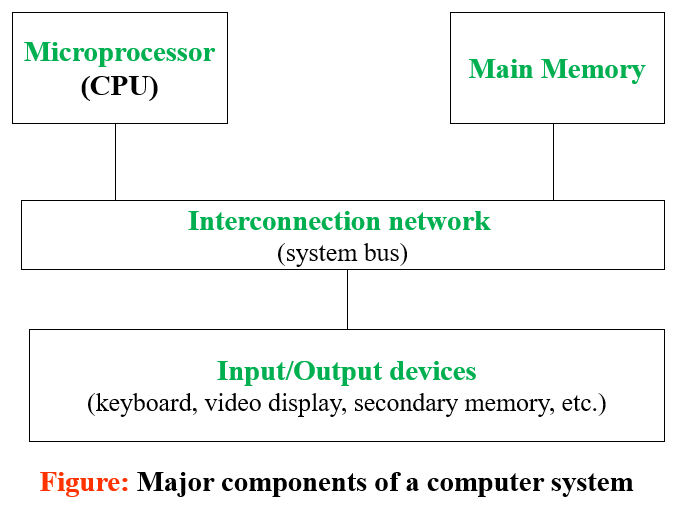 Microprocessor
(CPU)
Main Memory
Interconnection network
(system bus)
Input/Output devices
(keyboard, video display, secondary memory, etc.)
Figure: Major components of a computer system